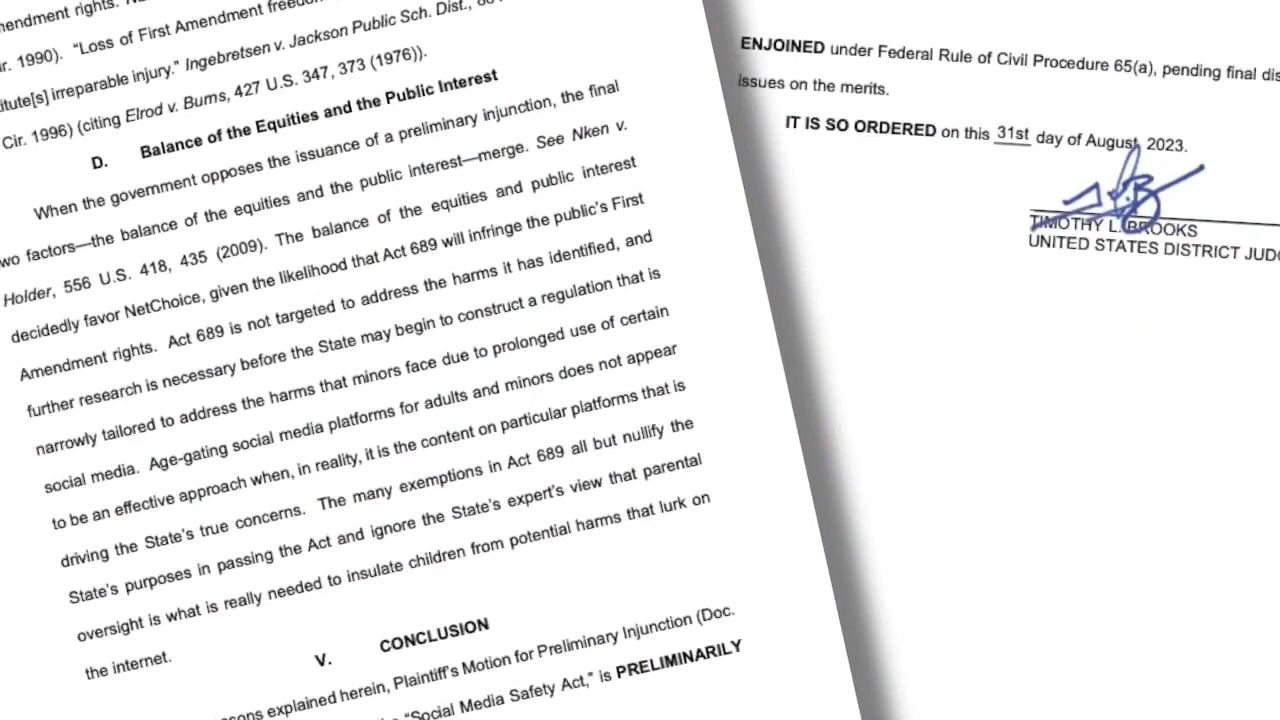 nendment rights.
ir. 1990). “Loss of First Amendment freedo
titute[s] irreparable injury.” Ingebretsen v. Jackson Public Sch. Dist.,
Cir. 1996) (citing Elrod v. Burns, 427 U.S. 347, 373 (1976)).
D. Balance of the Equities and the Public Interest
When the government opposes the issuance of a preliminary injunction, the final
wo factors—the balance of the equities and the public interest—merge. See Nken v.
Holder, 556 U.S. 418, 435 (2009). The balance of the equities and public interest
decidedly favor NetChoice, given the likelihood that Act 689 will infringe the public’s First
Amendment rights. Act 689 is not targeted to address the harms it has identified, and
further research is necessary before the State may begin to construct a regulation that is
narrowly tailored to address the harms that minors face due to prolonged use of certain
social media. Age-gating social media platforms for adults and minors does not appear
to be an effective approach when, in reality, it is the content on particular platforms that is
driving the State’s true concerns. The many exemptions in Act 689 all but nullify the
State’s purposes in passing the Act and ignore the State’s expert’s view that parental
oversight is what is really needed to insulate children from potential harms that lurk on
the internet.
V. CONCLUSION
sons explained herein, Plaintiff’s Motion for Preliminary Injunction (Doc.
“Social Media Safety Act,” is PRELIMINARILY
ENJOINED under Federal Rule of Civil Procedure 65(a), pending final dis
issues on the merits.
IT IS SO ORDERED on this 31st day of August, 2023.
TIMOTHY L. BROOKS
UNITED STATES DISTRICT JUDG